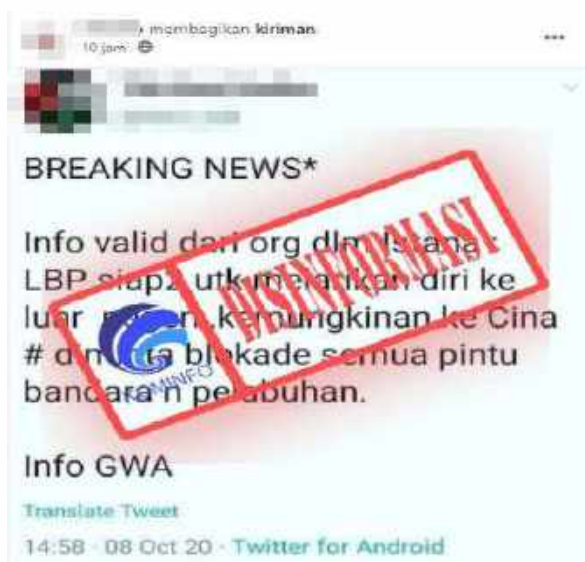 membagikan kiriman
10 jam
BREAKING NEWS*
Info valid dari org dlm Istana :
LBP siap2 utk melarikan diri ke
luar kemungkinan ke Cina
# diminta blokade semua pintu
bandara n pelabuhan.
DISINFORMASI
KOMINFO
Info GWA
Translate Tweet
14:58 · 08 Oct 20 · Twitter for Android